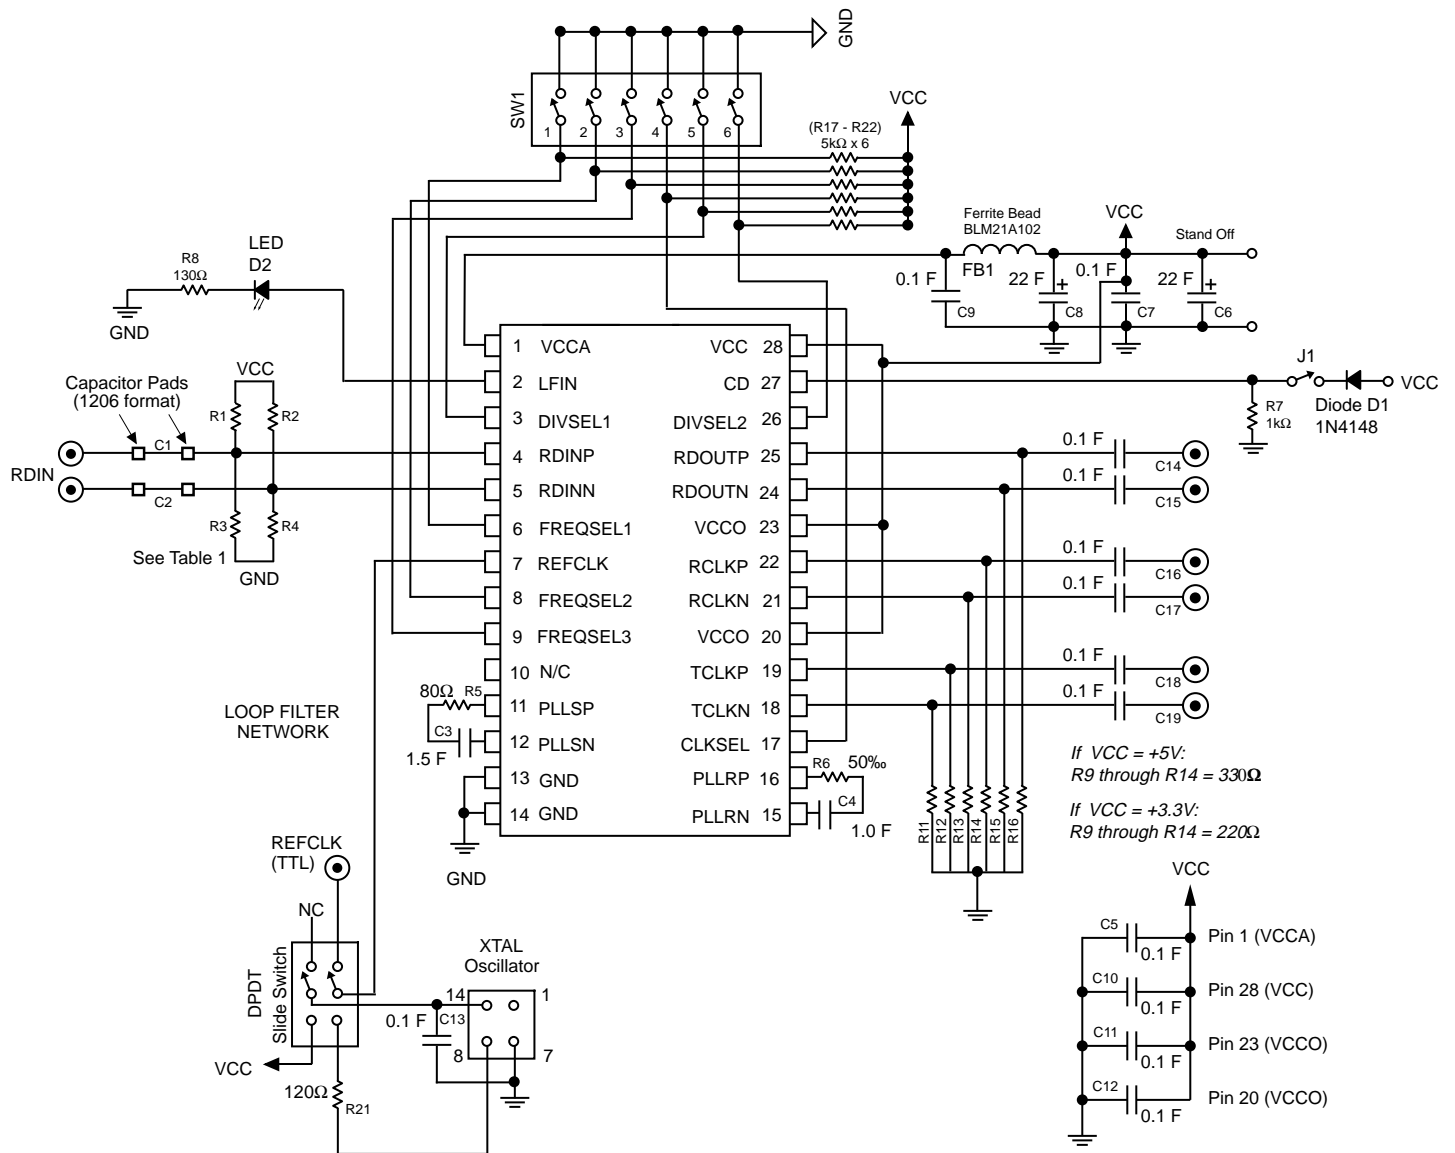 GND
SW1
1 2 3 4 5 6
VCC
(R17 - R22)
5kΩ x 6
Ferrite Bead
BLM21A102
VCC
Stand Off
FB1
0.1 F
C9
22 F
+
C8
0.1 F
C7
22 F
+
C6
LED
D2
R8
130Ω
GND
Capacitor Pads
(1206 format)
VCC
R1
R2
C1
RDIN
C2
R3
R4
See Table 1
GND
1 VCCA
2 LFIN
3 DIVSEL1
4 RDINP
5 RDINN
6 FREQSEL1
7 REFCLK
8 FREQSEL2
9 FREQSEL3
10 N/C
11 PLLSP
12 PLLSN
13 GND
14 GND
VCC 28
CD 27
DIVSEL2 26
RDOUTP 25
RDOUTN 24
VCCO 23
RCLKP 22
RCLKN 21
VCCO 20
TCLKP 19
TCLKN 18
CLKSEL 17
PLLRP 16
PLLRN 15
J1
VCC
R7
1kΩ
Diode D1
1N4148
0.1 F
C14
0.1 F
C15
0.1 F
C16
0.1 F
C17
0.1 F
C18
0.1 F
C19
80Ω
R5
C3
1.5 F
LOOP FILTER
NETWORK
GND
R6
50‰
C4
1.0 F
R11
R12
R13
R14
R15
R16
If VCC = +5V:
R9 through R14 = 330Ω
If VCC = +3.3V:
R9 through R14 = 220Ω
REFCLK
(TTL)
NC
DPDT
Slide Switch
VCC
120Ω
R21
XTAL
Oscillator
14
1
0.1 F
C13
8
7
VCC
C5
0.1 F
Pin 1 (VCCA)
C10
0.1 F
Pin 28 (VCC)
C11
0.1 F
Pin 23 (VCCO)
C12
0.1 F
Pin 20 (VCCO)